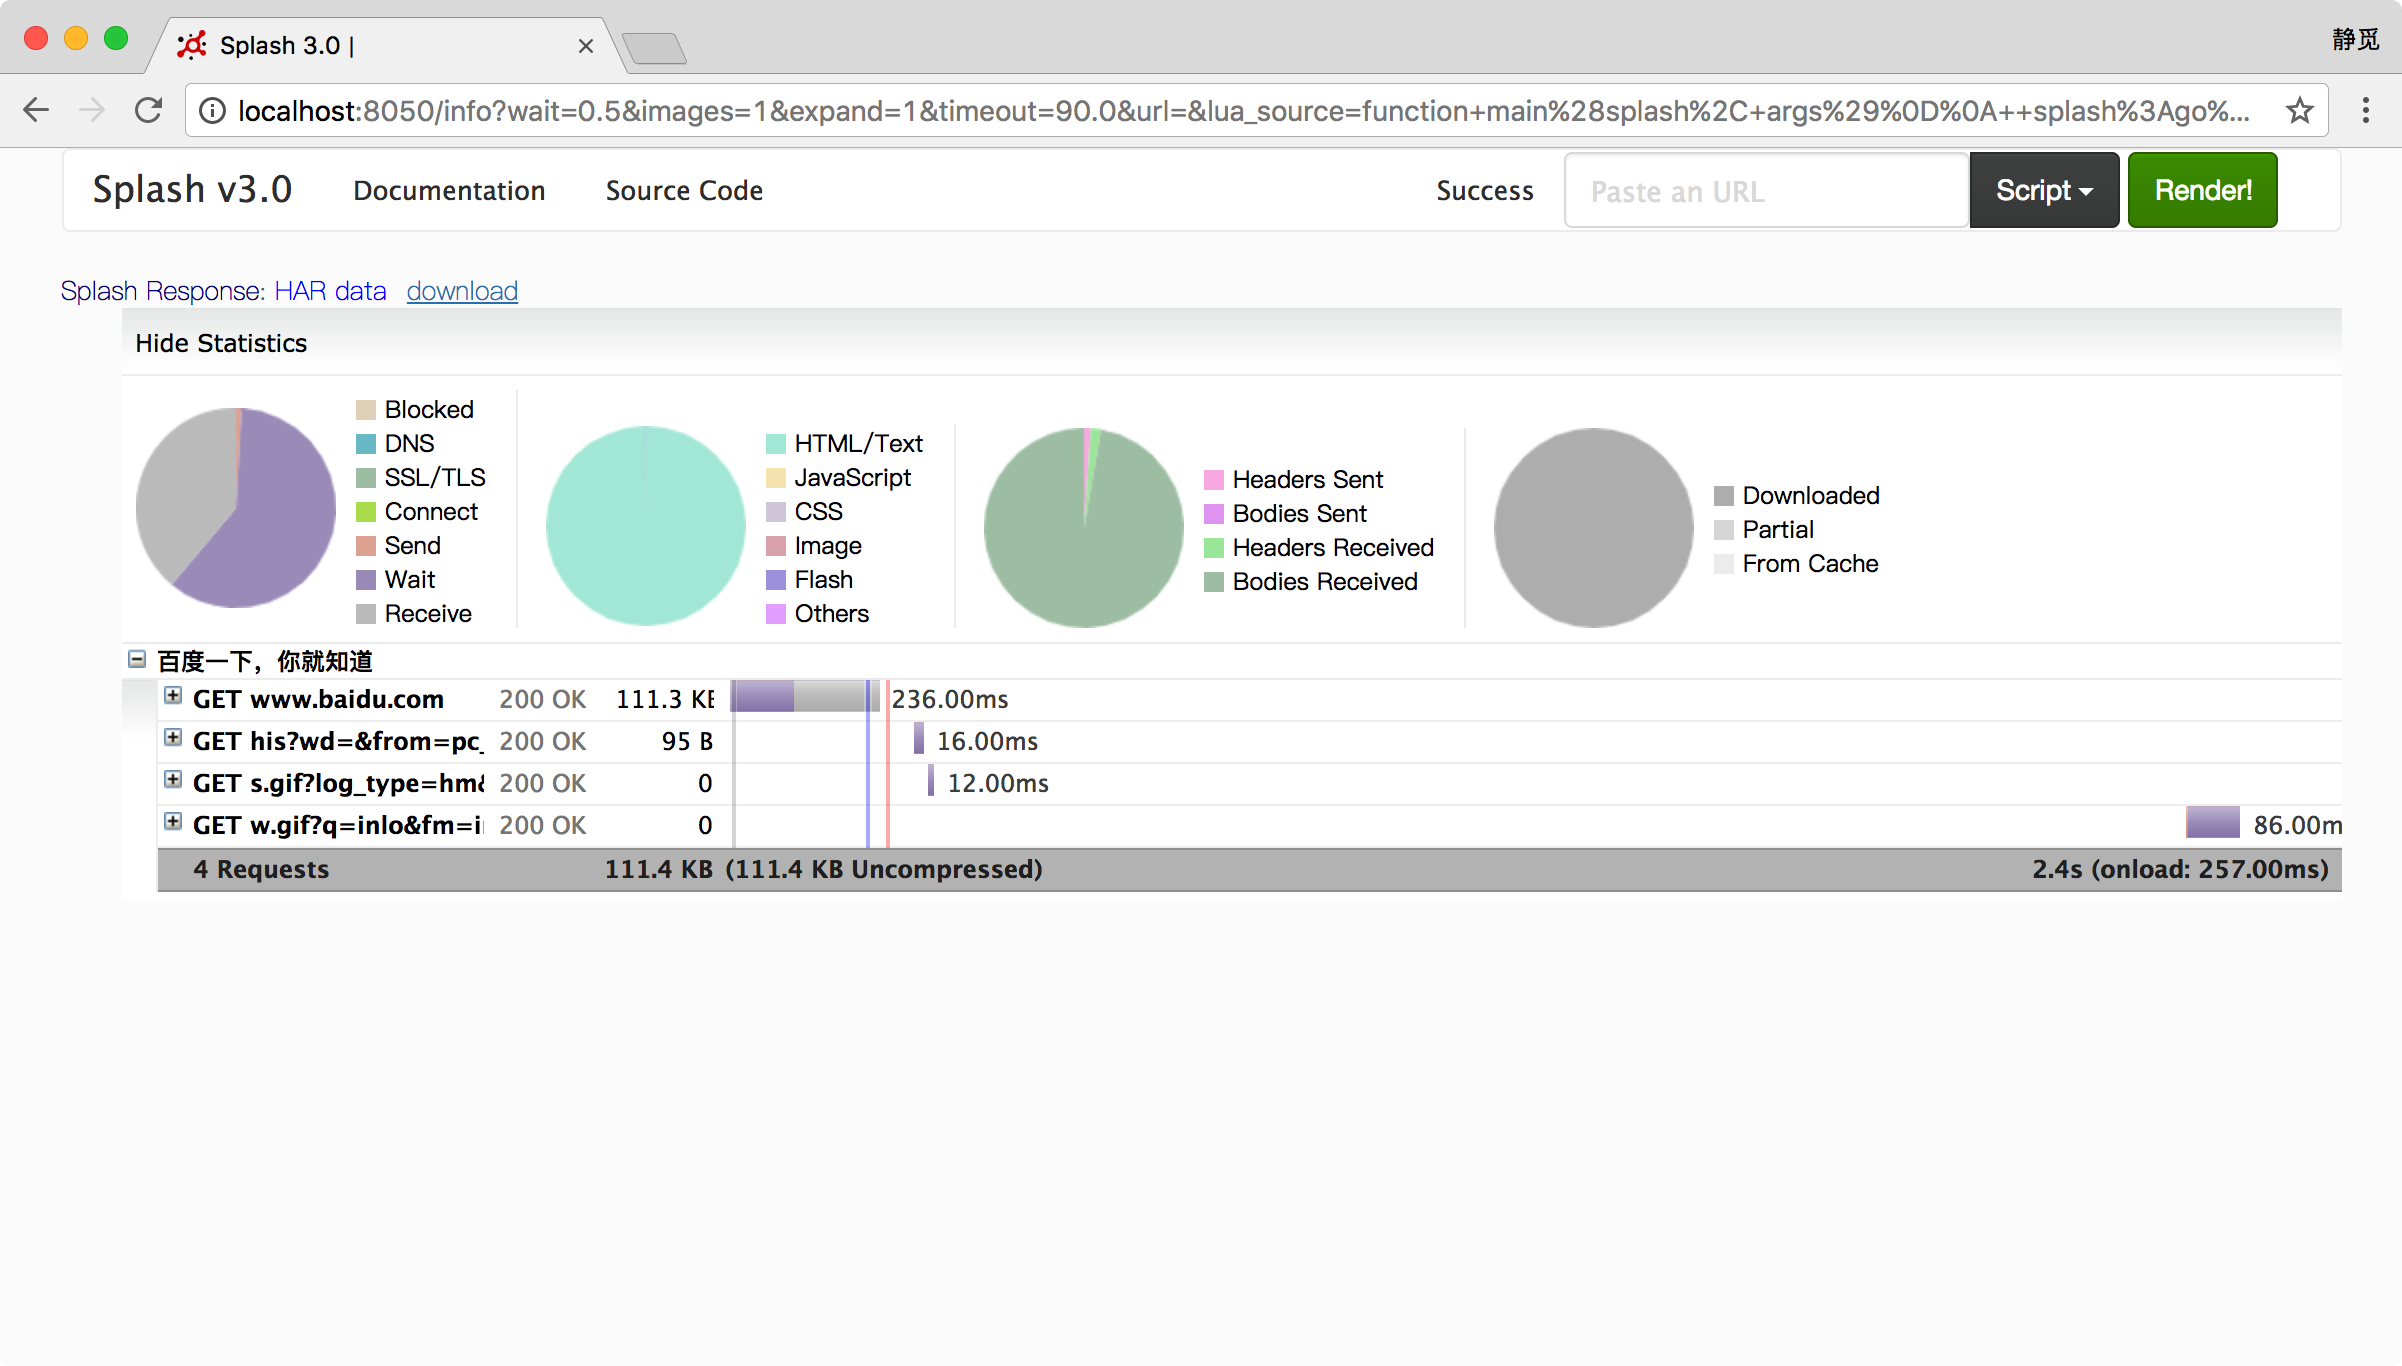 Splash 3.0 |
静觅
localhost:8050/info?wait=0.5&images=1&expand=1&timeout=90.0&url=&lua_source=function+main%28splash%2C+args%29%0D%0A++splash%3Ago%...
Splash v3.0 Documentation Source Code Success Paste an URL Script Render!
Splash Response: HAR data download
Hide Statistics
Blocked
DNS
SSL/TLS
Connect
Send
Wait
Receive
HTML/Text
JavaScript
CSS
Image
Flash
Others
Headers Sent
Bodies Sent
Headers Received
Bodies Received
Downloaded
Partial
From Cache
百度一下，你就知道
GET www.baidu.com 200 OK 111.3 KB 236.00ms
GET his?wd=&from=pc_ 200 OK 95 B 16.00ms
GET s.gif?log_type=hm& 200 OK 0 12.00ms
GET w.gif?q=inlo&fm=i 200 OK 0 86.00m
4 Requests 111.4 KB (111.4 KB Uncompressed) 2.4s (onload: 257.00ms)